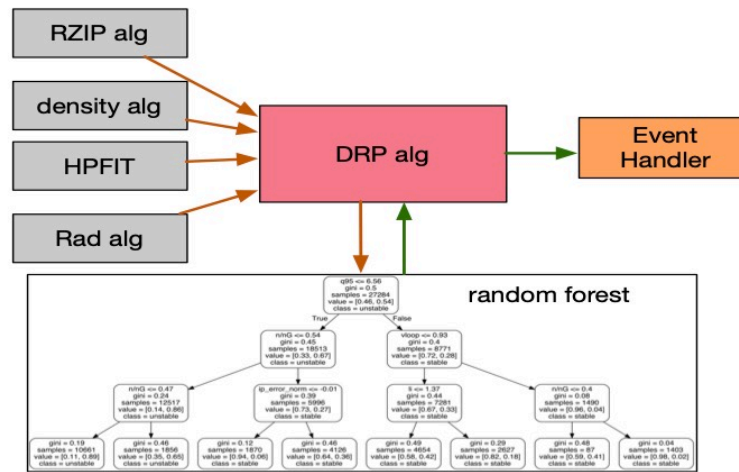 RZIP alg
density alg
HPFIT
Rad alg
DRP alg
Event
Handler
random forest
q95 <= 6.56
gini = 0.5
samples = 27284
value = [0.46, 0.54]
class = unstable
True
False
n/nG <= 0.54
gini = 0.45
samples = 18513
value = [0.33, 0.67]
class = unstable
vloop <= 0.93
gini = 0.4
samples = 8771
value = [0.72, 0.28]
class = stable
n/nG <= 0.47
gini = 0.24
samples = 12517
value = [0.14, 0.86]
class = unstable
ip_error_norm <= -0.01
gini = 0.39
samples = 5996
value = [0.73, 0.27]
class = stable
li <= 1.37
gini = 0.44
samples = 7281
value = [0.67, 0.33]
class = stable
n/nG <= 0.4
gini = 0.08
samples = 1490
value = [0.96, 0.04]
class = stable
gini = 0.19
samples = 10661
value = [0.11, 0.89]
class = unstable
gini = 0.46
samples = 1856
value = [0.35, 0.65]
class = unstable
gini = 0.12
samples = 1870
value = [0.94, 0.06]
class = stable
gini = 0.46
samples = 4126
value = [0.64, 0.36]
class = stable
gini = 0.49
samples = 4654
value = [0.58, 0.42]
class = stable
gini = 0.29
samples = 2627
value = [0.82, 0.18]
class = stable
gini = 0.48
samples = 87
value = [0.59, 0.41]
class = stable
gini = 0.04
samples = 1403
value = [0.98, 0.02]
class = stable